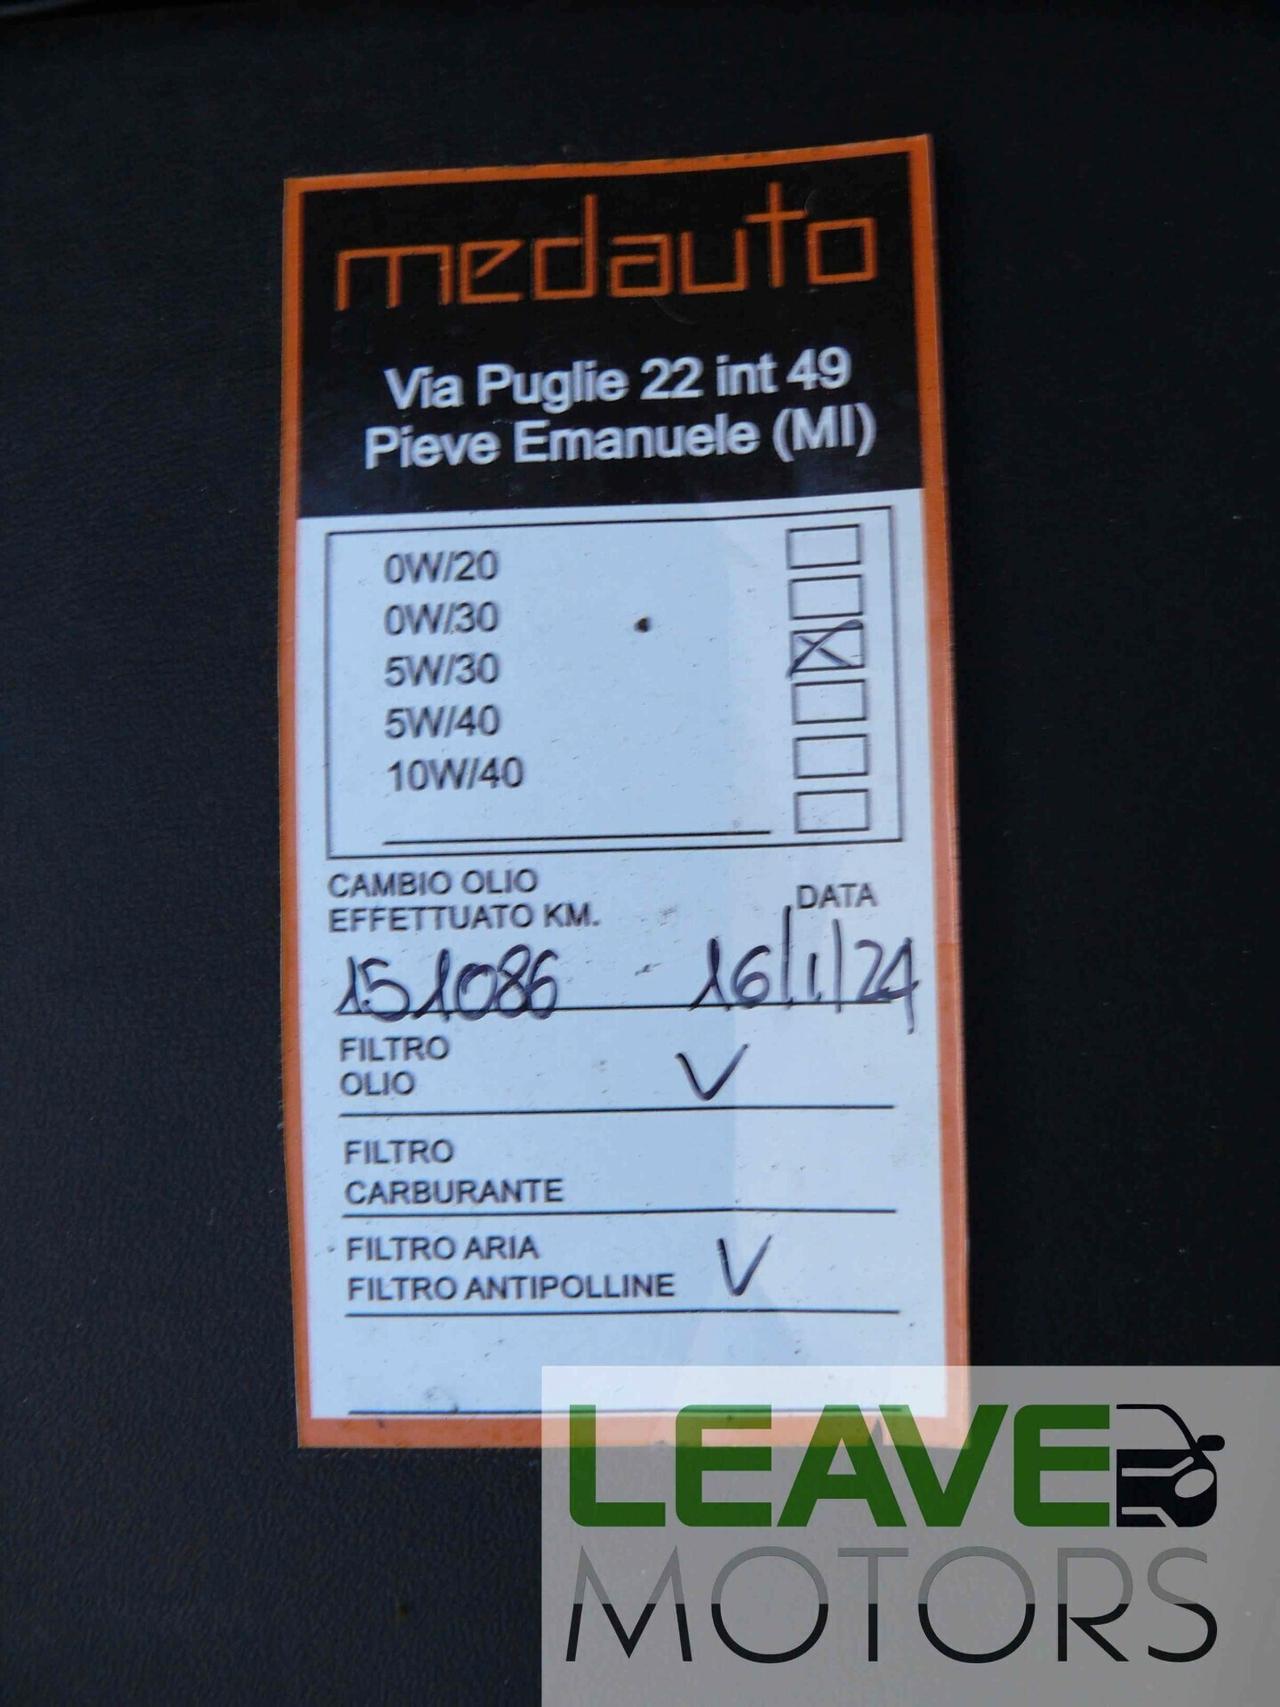 medauto
Via Puglie 22 int 49
Pieve Emanuele (MI)
0W/20
0W/30
5W/30
5W/40
10W/40
CAMBIO OLIO
EFFETTUATO KM.
DATA
151086
16/1/24
FILTRO
OLIO
FILTRO
CARBURANTE
FILTRO ARIA
FILTRO ANTIPOLLINE
LEAVE
MOTORS